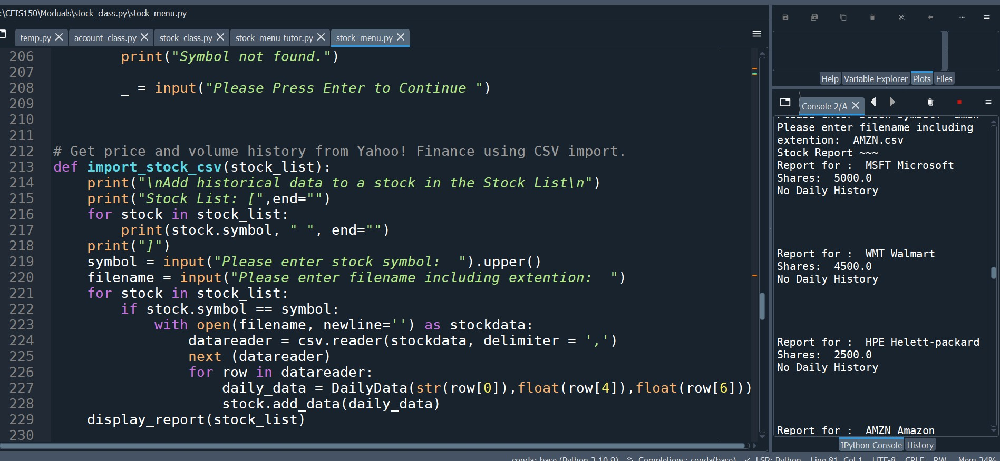 :\CEIS150\Moduals\stock_class.py\stock_menu.py
temp.py account_class.py stock_class.py stock_menu-tutor.py stock_menu.py
206 print("Symbol not found.")
207
208 _ = input("Please Press Enter to Continue ")
209
210
211
212 # Get price and volume history from Yahoo! Finance using CSV import.
213 def import_stock_csv(stock_list):
214 print("\nAdd historical data to a stock in the Stock List\n")
215 print("Stock List: [",end="")
216 for stock in stock_list:
217 print(stock.symbol, " ", end="")
218 print("]")
219 symbol = input("Please enter stock symbol:  ").upper()
220 filename = input("Please enter filename including extention:  ")
221 for stock in stock_list:
222 if stock.symbol == symbol:
223 with open(filename, newline='') as stockdata:
224 datareader = csv.reader(stockdata, delimiter = ',')
225 next (datareader)
226 for row in datareader:
227 daily_data = DailyData(str(row[0]),float(row[4]),float(row[6]))
228 stock.add_data(daily_data)
229 display_report(stock_list)
230
Help Variable Explorer Plots Files
Console 2/A
Please enter stock symbol:  amzn
Please enter filename including
extention:  AMZN.csv
Stock Report ~~~
Report for :  MSFT Microsoft
Shares:  5000.0
No Daily History
Report for :  WMT Walmart
Shares:  4500.0
No Daily History
Report for :  HPE Helett-packard
Shares:  2500.0
No Daily History
Report for :  AMZN Amazon
IPython Console History
conda: base (Python 3.10.9) Completions: conda(base) LSP: Python Line 81, Col 1 UTF-8 CRLF RW Mem 34%